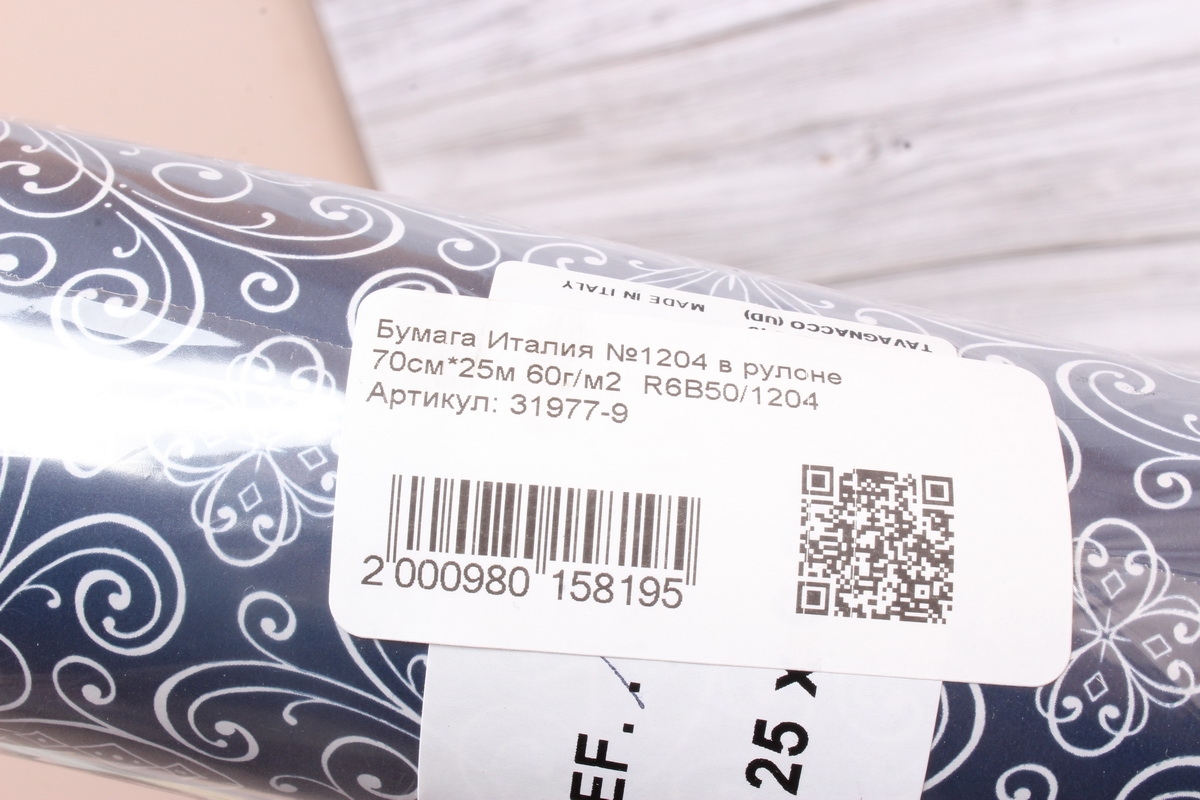 MADE IN ITALY
TAVAGNACCO (UD)
Бумага Италия №1204 в рулоне
70см*25м 60г/м2 R6B50/1204
Артикул: 31977-9
2 000980 158195
EF.
25 x